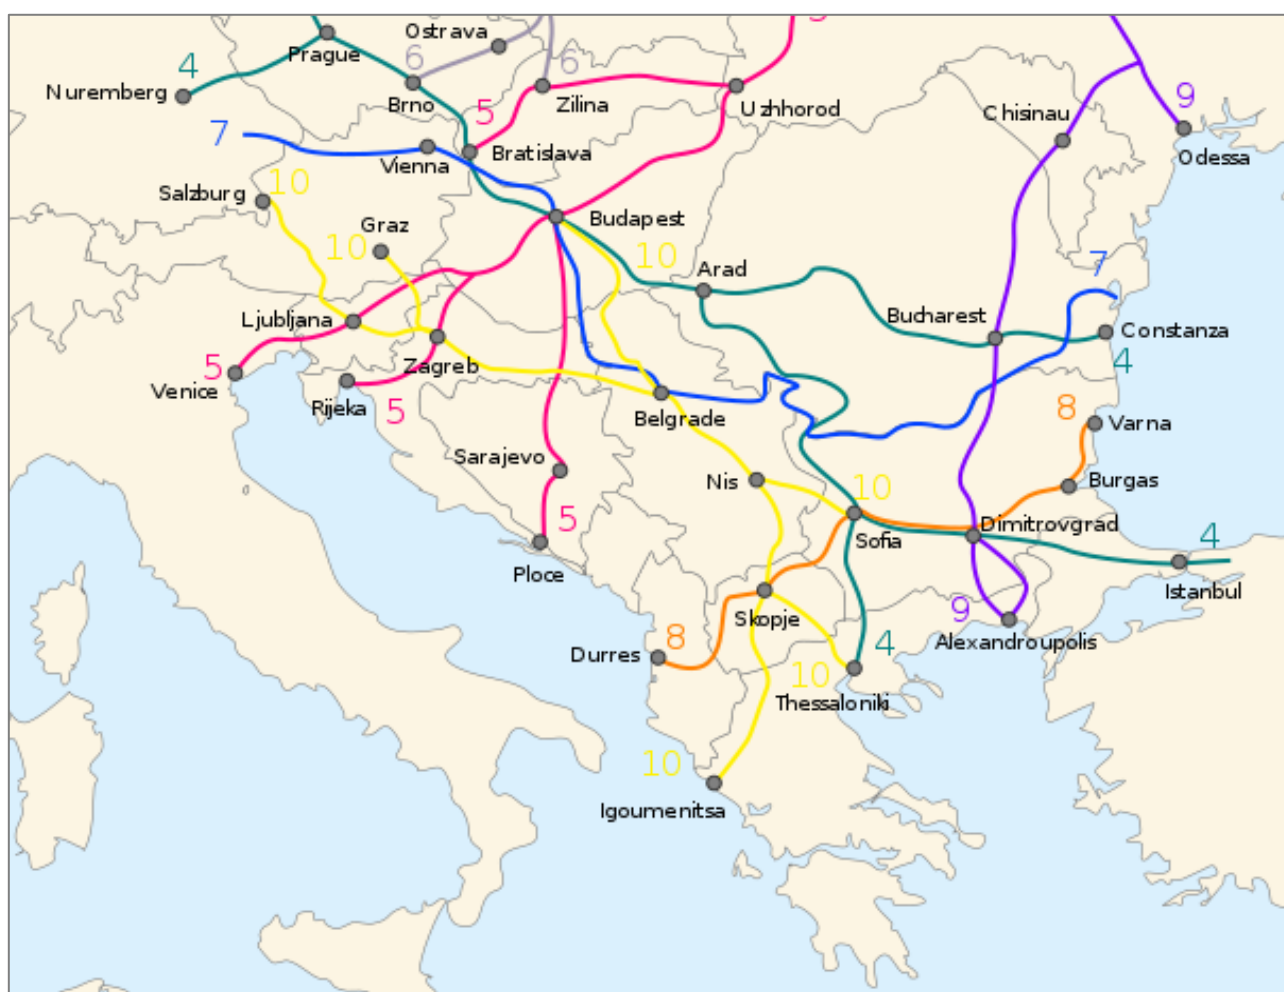 5
Ostrava
Prague
4
6
6
Nuremberg
Brno
Zilina
Uzhhorod
5
9
Chisinau
7
Vienna
Bratislava
Odessa
Salzburg
10
Graz
Budapest
10
10
Arad
7
Ljubljana
Bucharest
Constanza
Zagreb
5
Venice
4
Rijeka
5
Belgrade
8
Varna
Sarajevo
Nis
10
Burgas
5
Dimitrovgrad
Sofia
4
Ploce
Istanbul
9
Skopje
8
Durres
4
Alexandroupolis
10
Thessaloniki
10
Igoumenitsa